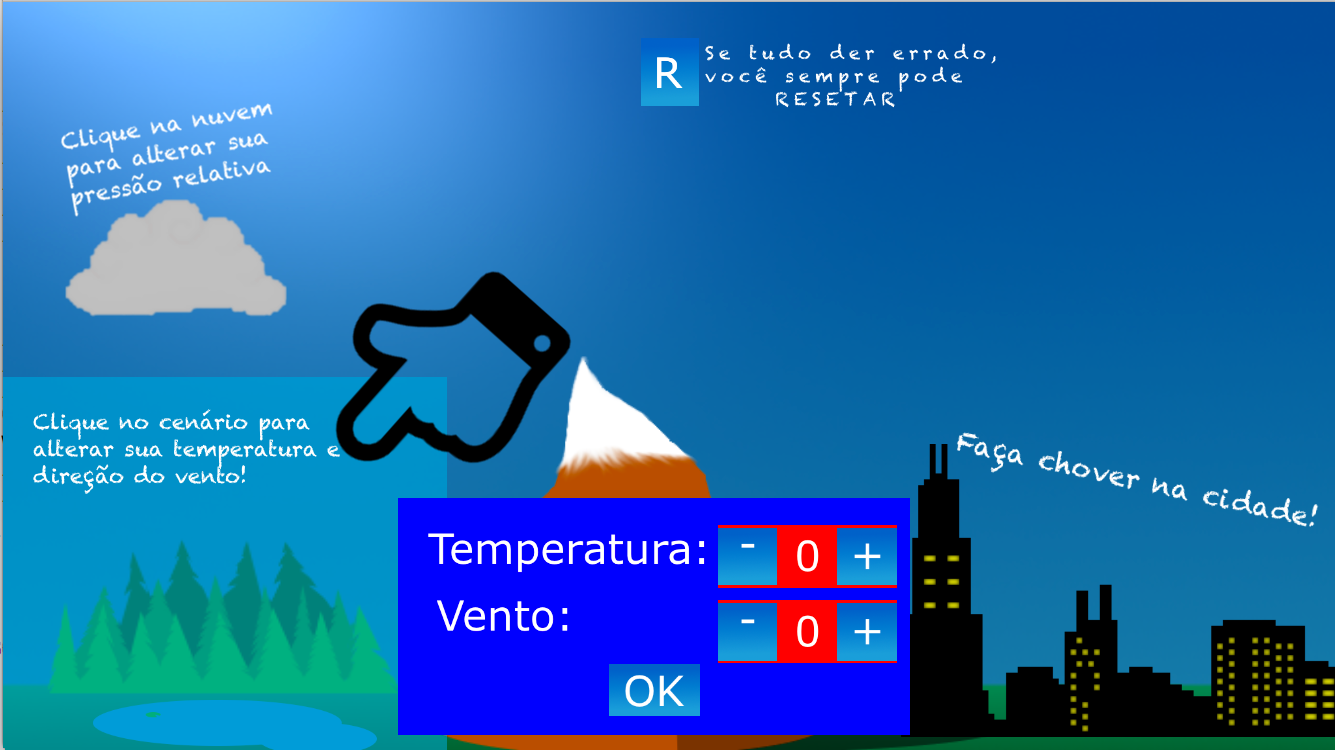 R
Se tudo der errado,
você sempre pode
RESETAR
Clique na nuvem
para alterar sua
pressão relativa
Clique no cenário para
alterar sua temperatura e
direção do vento!
Faça chover na cidade!
Temperatura: - 0 +
Vento: - 0 +
OK